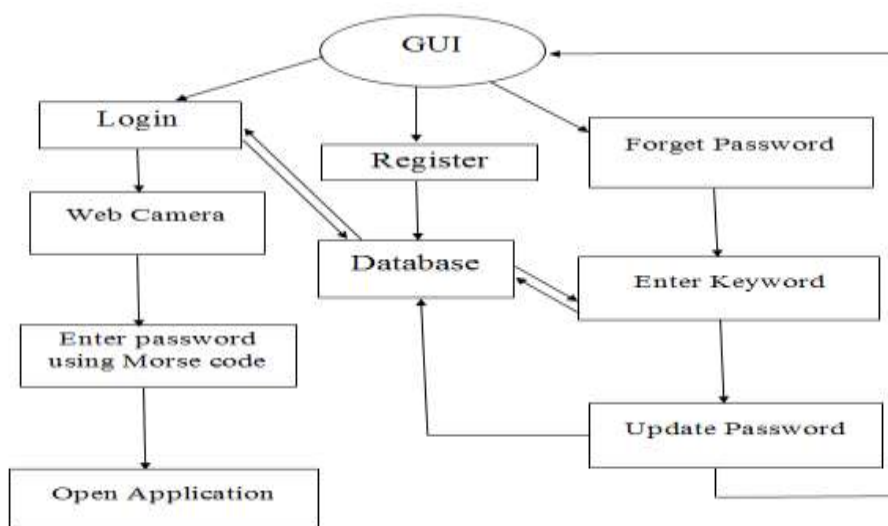 GUI
Login
Register
Forget Password
Web Camera
Database
Enter Keyword
Enter password
using Morse code
Update Password
Open Application